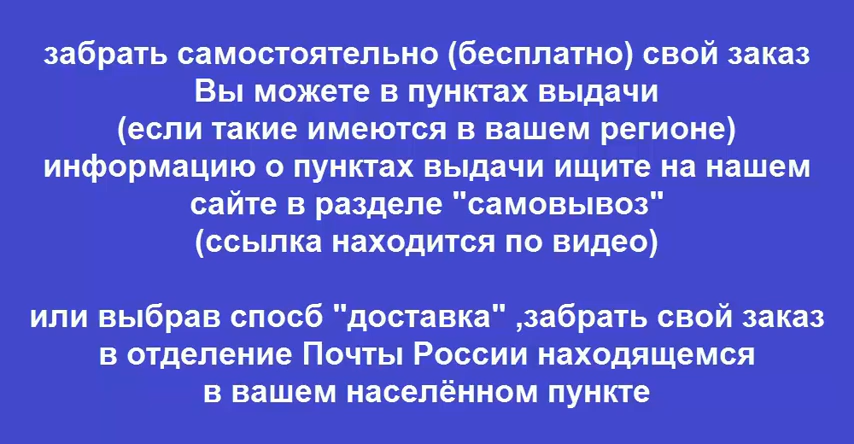 забрать самостоятельно (бесплатно) свой заказ
Вы можете в пунктах выдачи
(если такие имеются в вашем регионе)
информацию о пунктах выдачи ищите на нашем
сайте в разделе "самовывоз"
(ссылка находится по видео)
или выбрав спосб "доставка" ,забрать свой заказ
в отделение Почты России находящемся
в вашем населённом пункте